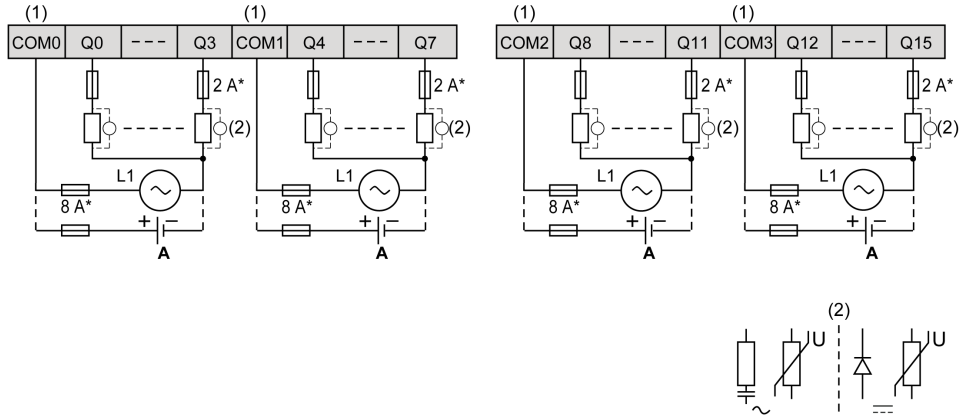 (1) (1) (1) (1)
COM0 Q0 --- Q3 COM1 Q4 --- Q7 COM2 Q8 --- Q11 COM3 Q12 --- Q15
2 A* 2 A* 2 A* 2 A*
(2) (2) (2) (2)
L1 L1 L1 L1
8 A* 8 A* 8 A* 8 A*
+ − + − + − + −
A A A A
(2)
U U